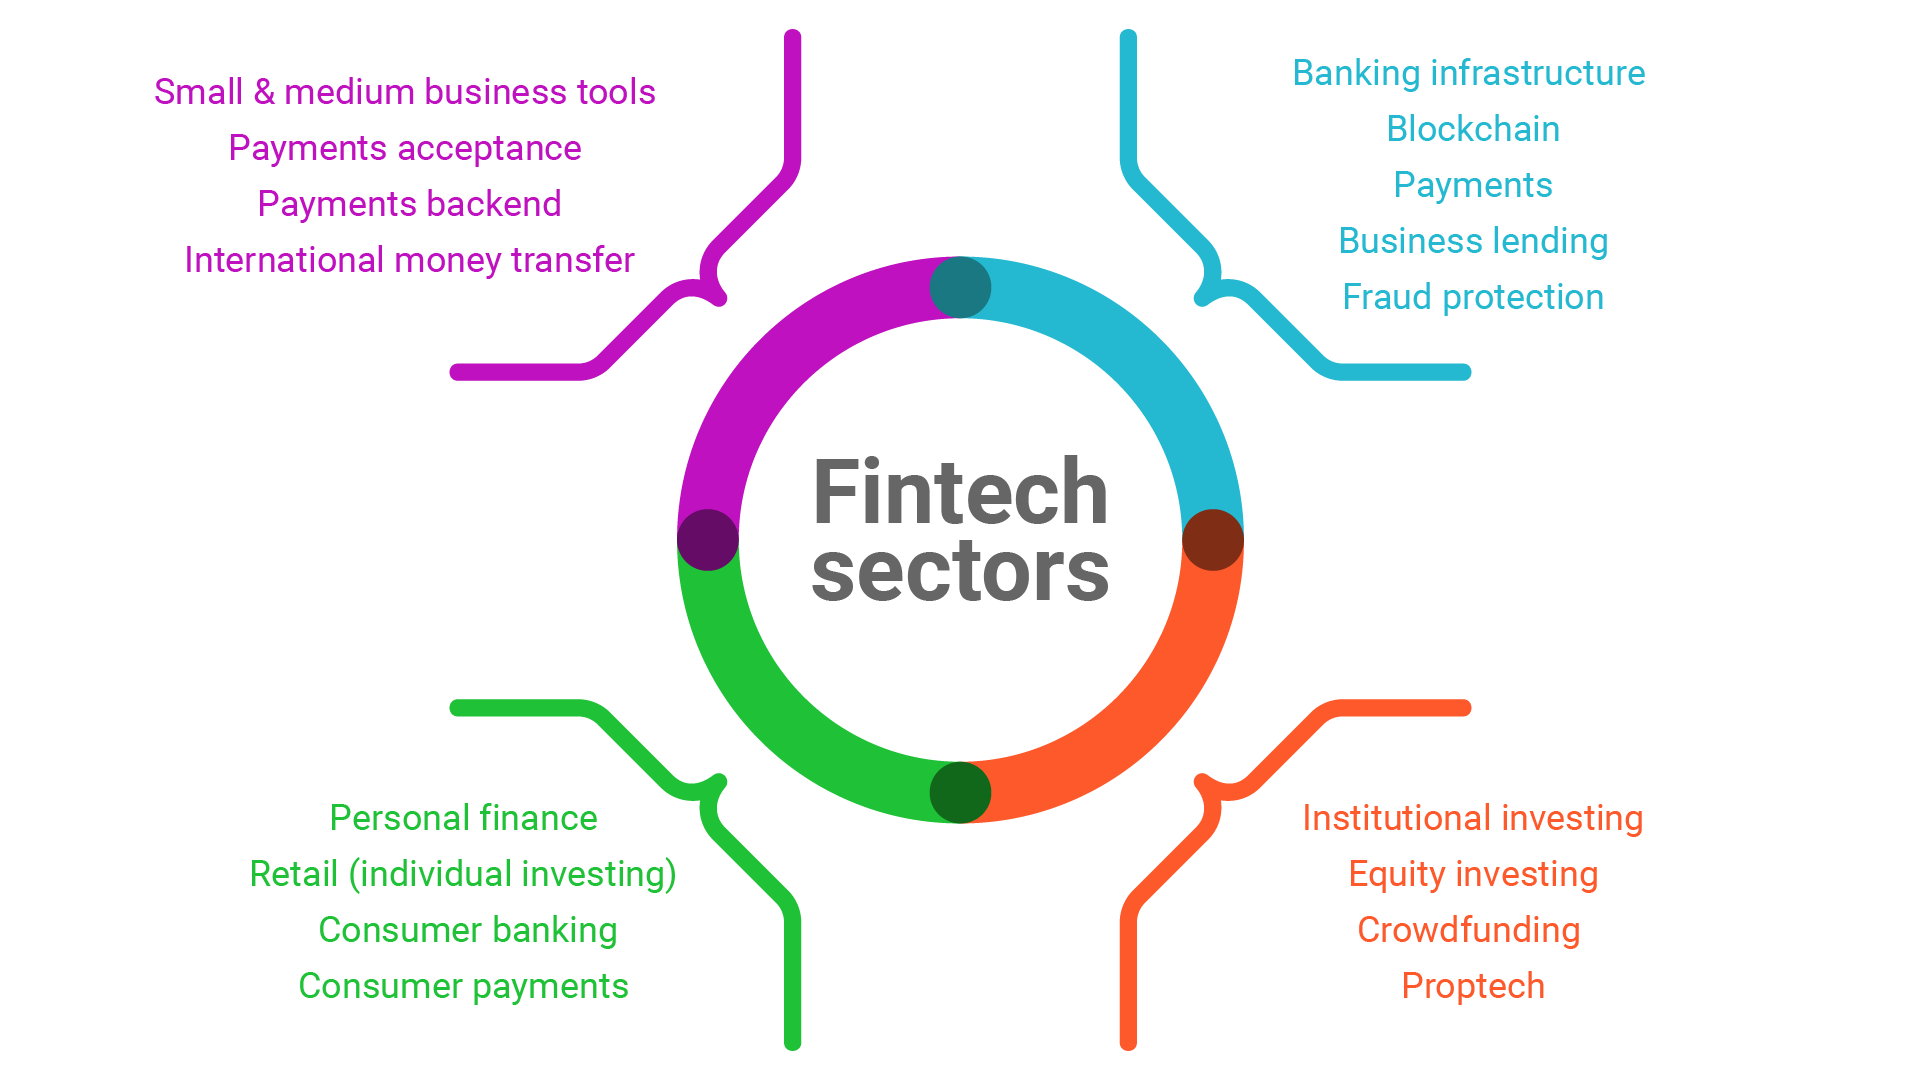 Small & medium business tools
Payments acceptance
Payments backend
International money transfer
Banking infrastructure
Blockchain
Payments
Business lending
Fraud protection
Fintech
sectors
Personal finance
Retail (individual investing)
Consumer banking
Consumer payments
Institutional investing
Equity investing
Crowdfunding
Proptech